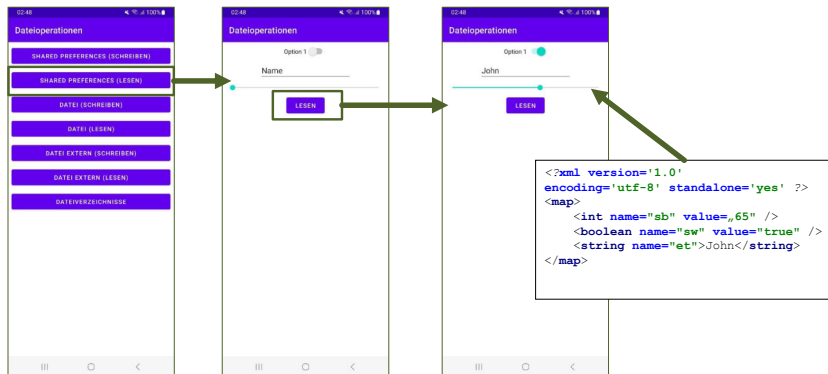 02:48 100%
Dateioperationen
SHARED PREFERENCES (SCHREIBEN)
SHARED PREFERENCES (LESEN)
DATEI (SCHREIBEN)
DATEI (LESEN)
DATEI EXTERN (SCHREIBEN)
DATEI EXTERN (LESEN)
DATEIVERZEICHNISSE
02:48 100%
Dateioperationen
Option 1
Name
LESEN
02:48 100%
Dateioperationen
Option 1
John
LESEN
<?xml version='1.0'
encoding='utf-8' standalone='yes' ?>
<map>
<int name="sb" value=„65" />
<boolean name="sw" value="true" />
<string name="et">John</string>
</map>